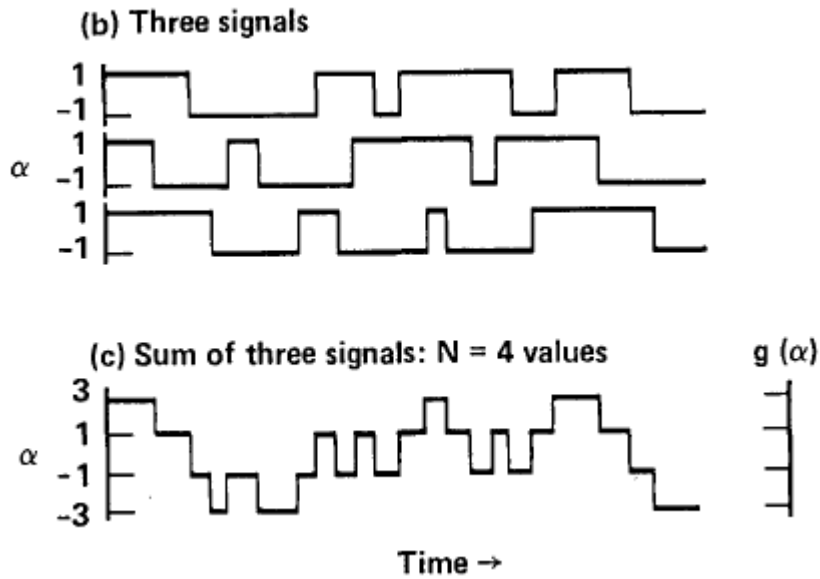 (b) Three signals
1
-1
α
1
-1
1
-1
(c) Sum of three signals: N = 4 values
g (α)
3
1
α
-1
-3
Time →